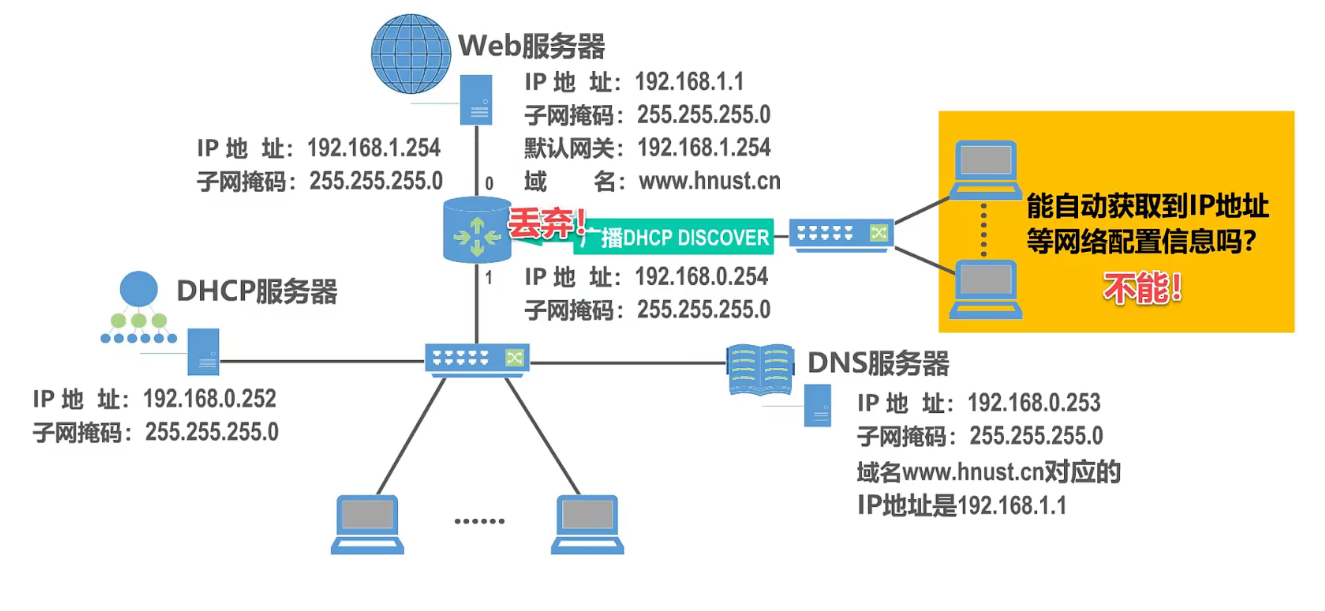 Web服务器
IP 地 址：192.168.1.1
子网掩码：255.255.255.0
默认网关：192.168.1.254
域 名：www.hnust.cn
IP 地 址：192.168.1.254
子网掩码：255.255.255.0
0
丢弃！
广播DHCP DISCOVER
能自动获取到IP地址
等网络配置信息吗？
不能！
1
IP 地 址：192.168.0.254
子网掩码：255.255.255.0
DHCP服务器
IP 地 址：192.168.0.252
子网掩码：255.255.255.0
DNS服务器
IP 地 址：192.168.0.253
子网掩码：255.255.255.0
域名www.hnust.cn对应的
IP地址是192.168.1.1
……